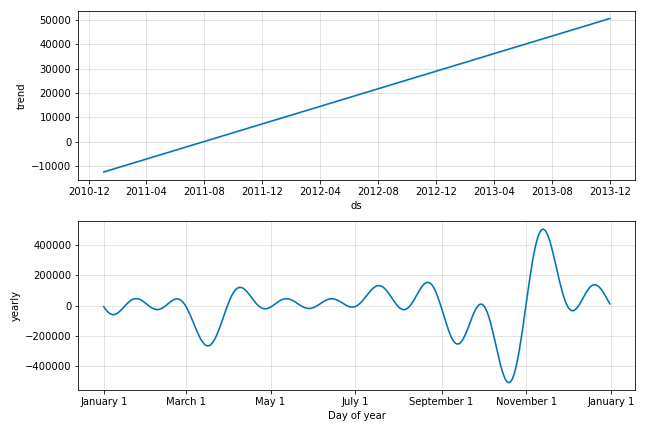 50000
40000
30000
20000
10000
0
−10000
trend
2010-12 2011-04 2011-08 2011-12 2012-04 2012-08 2012-12 2013-04 2013-08 2013-12
ds
400000
200000
0
−200000
−400000
yearly
January 1 March 1 May 1 July 1 September 1 November 1 January 1
Day of year